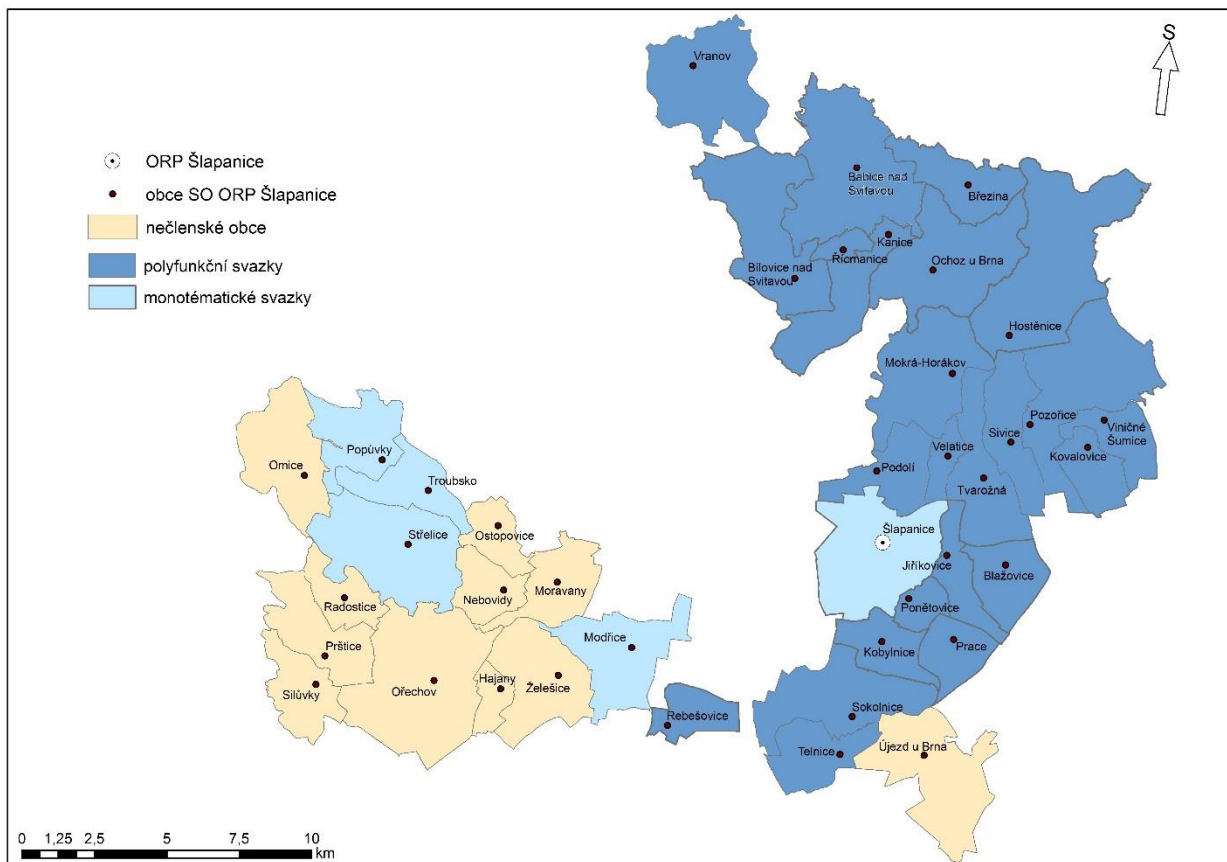 S
Vranov
ORP Šlapanice
obce SO ORP Šlapanice
nečlenské obce
polyfunkční svazky
monotématické svazky
Babice nad
Svitavou
Březina
Kanice
Řícmanice
Ochoz u Brna
Bílovice nad
Svitavou
Hostěnice
Mokrá-Horákov
Pozořice
Viničné
Šumice
Sivice
Velatice
Kovalovice
Podolí
Tvarožná
Popůvky
Omice
Troubsko
Střelice
Ostopovice
Šlapanice
Jiříkovice
Blažovice
Moravany
Nebovidy
Radostice
Ponětovice
Modřice
Kobylnice
Prace
Prštice
Silůvky
Ořechov
Hajany
Želešice
Rebešovice
Sokolnice
Telnice
Újezd u Brna
0 1,25 2,5 5 7,5 10
km